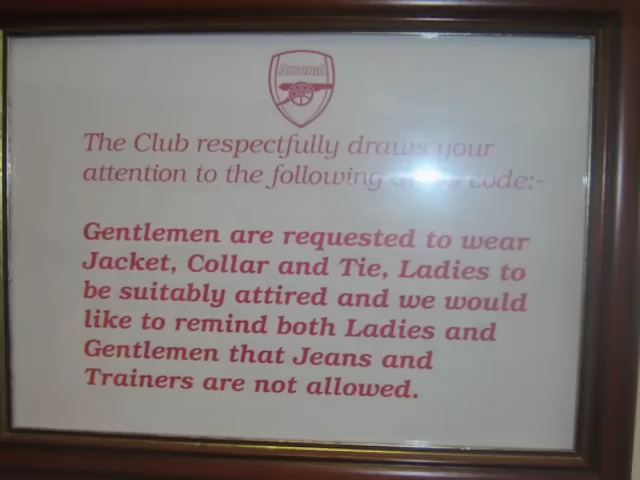 Arsenal
The Club respectfully draws your
attention to the following dress code:-
Gentlemen are requested to wear
Jacket, Collar and Tie, Ladies to
be suitably attired and we would
like to remind both Ladies and
Gentlemen that Jeans and
Trainers are not allowed.